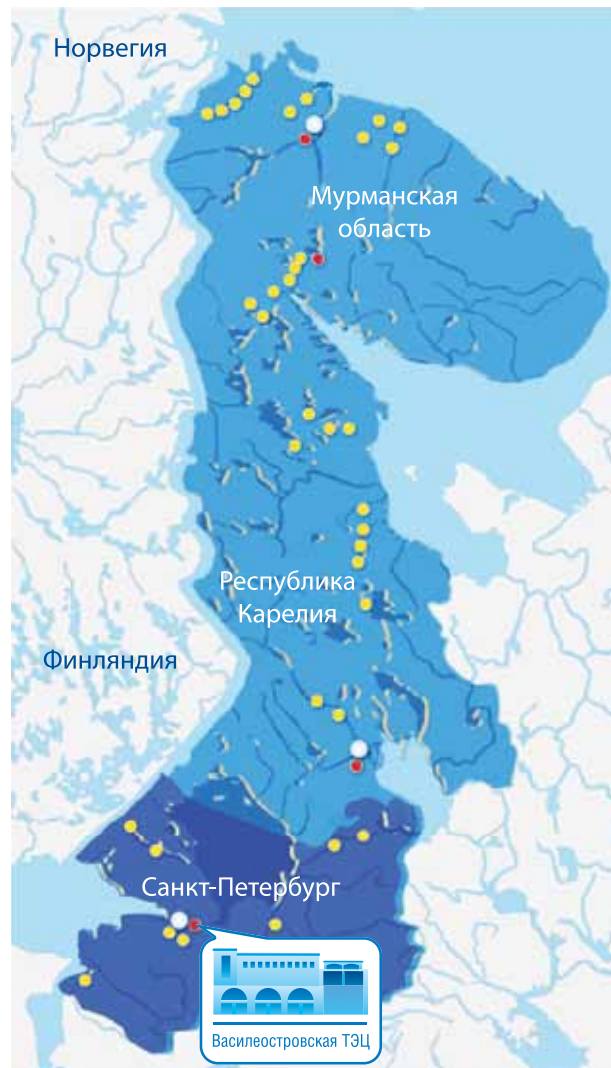 Норвегия
Мурманская
область
Республика
Карелия
Финляндия
Санкт-Петербург
Василеостровская ТЭЦ